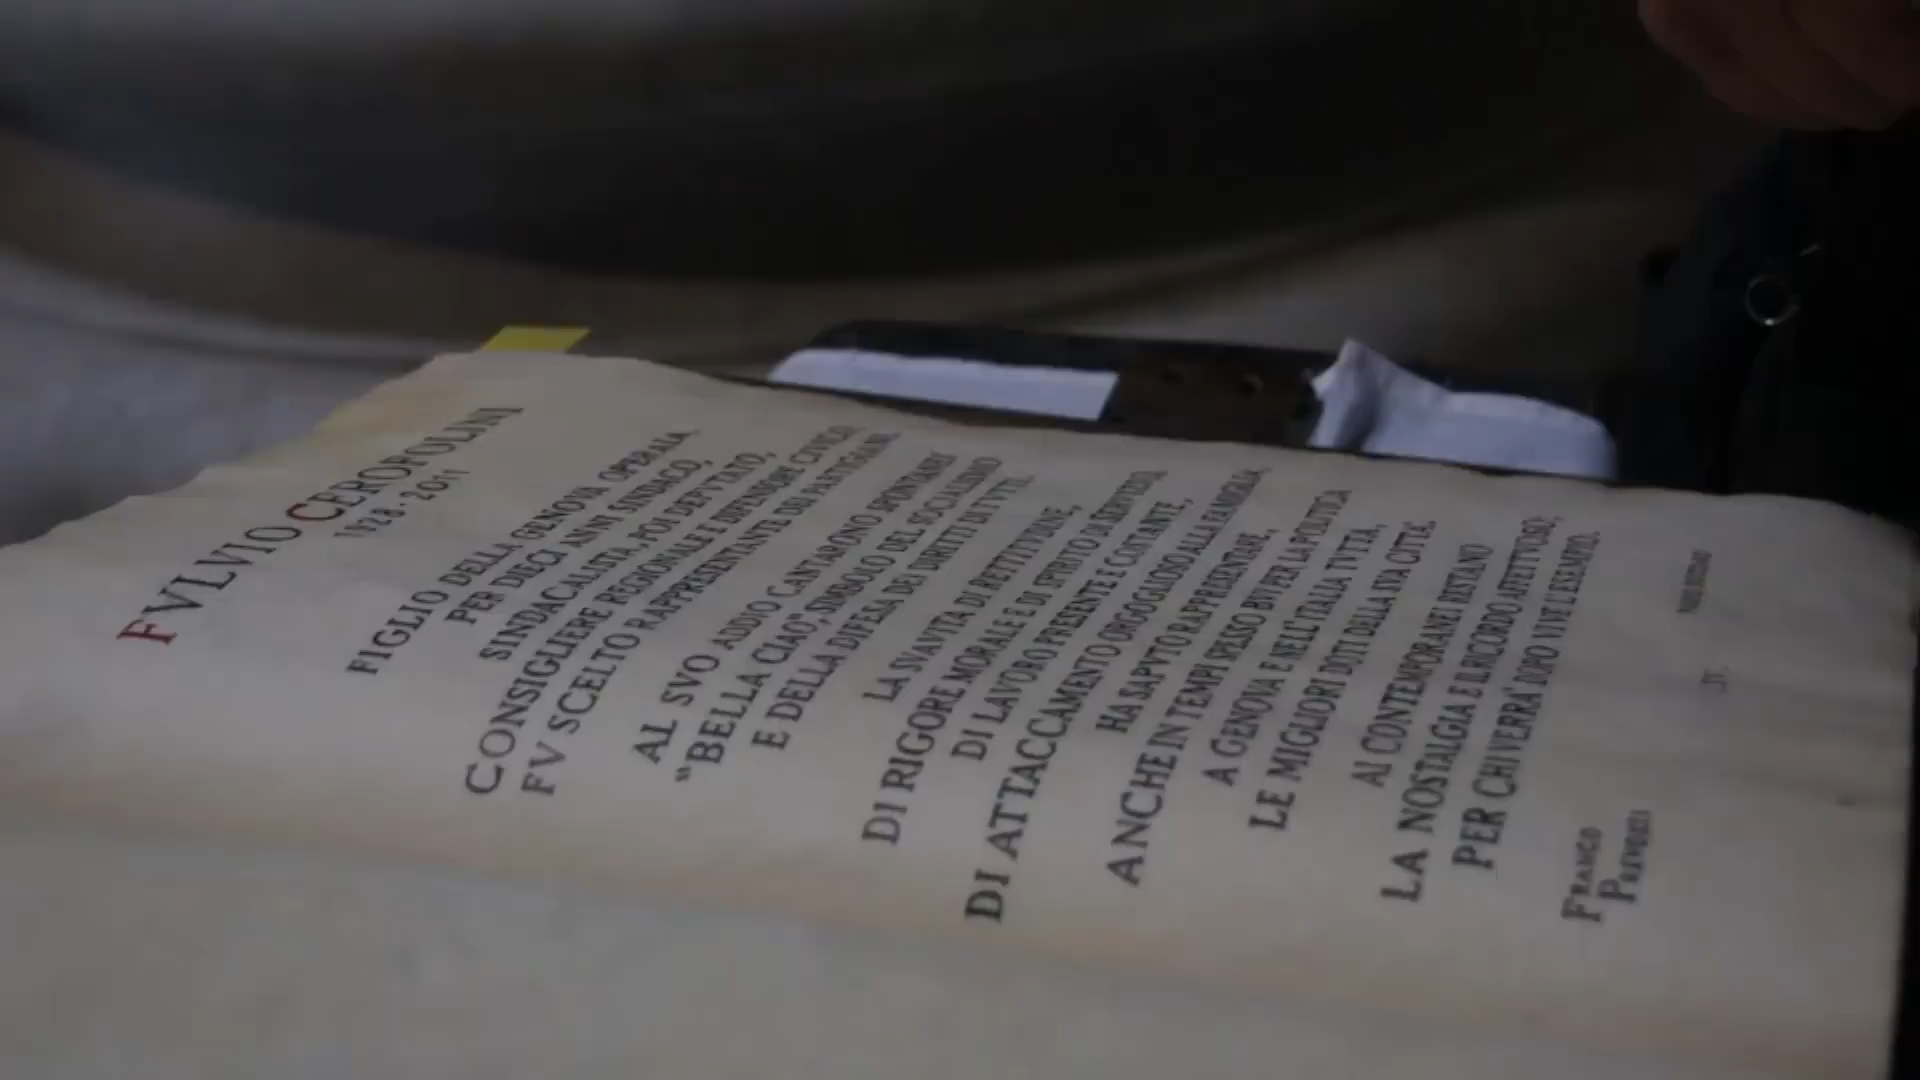 FVLVIO CEROFOLINI
1928-2011
FIGLIO DELLA GENOVA OPERAIA,
PER DIECI ANNI SINDACO,
SINDACALISTA, POI DEPVTATO,
CONSIGLIERE REGIONALE E DIFENSORE CIVICO,
FV SCELTO RAPPRESENTANTE DEI PARTIGIANI.
AL SVO ADDIO CANTARONO SPONTANEE
"BELLA CIAO", SIMBOLO DEL SOCIALISMO
E DELLA DIFESA DEI DIRITTI DI TVTTI.
LA SVAVITÀ DI RETTITVDINE,
DI RIGORE MORALE E DI SPIRITO DI SERVIZIO,
DI LAVORO PRESENTE E COSTANTE,
DI ATTACCAMENTO ORGOGLIOSO ALLA FAMIGLIA,
HA SAPVTO RAPPRESENTARE,
ANCHE IN TEMPI SPESSO BVI PER LA POLITICA
A GENOVA E NELL'ITALIA TVTTA,
LE MIGLIORI DOTI DELLA SVA CITTÀ.
AI CONTEMPORANEI RESTANO
LA NOSTALGIA E IL RICORDO AFFETTVOSO;
PER CHI VERRÀ DOPO VIVE L'ESEMPIO.
FRANCO